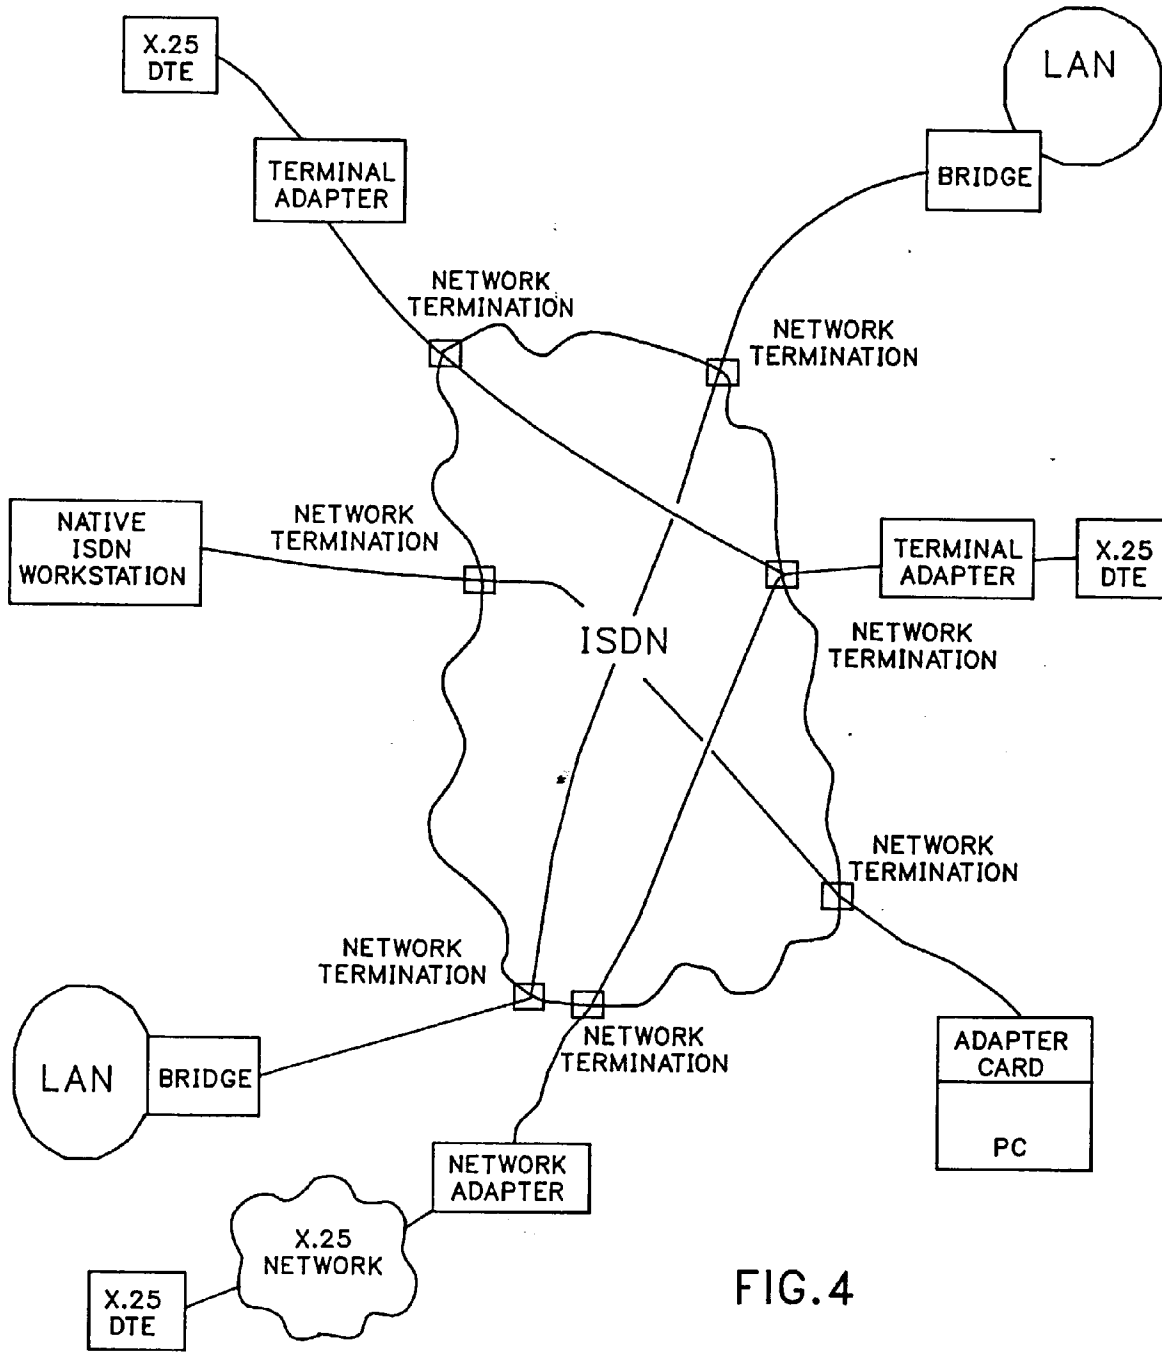 X.25
DTE
LAN
TERMINAL
ADAPTER
BRIDGE
NETWORK
TERMINATION
NETWORK
TERMINATION
NATIVE
ISDN
WORKSTATION
NETWORK
TERMINATION
TERMINAL
ADAPTER
X.25
DTE
ISDN
NETWORK
TERMINATION
NETWORK
TERMINATION
NETWORK
TERMINATION
LAN
BRIDGE
NETWORK
TERMINATION
ADAPTER
CARD
PC
NETWORK
ADAPTER
X.25
NETWORK
X.25
DTE
FIG.4